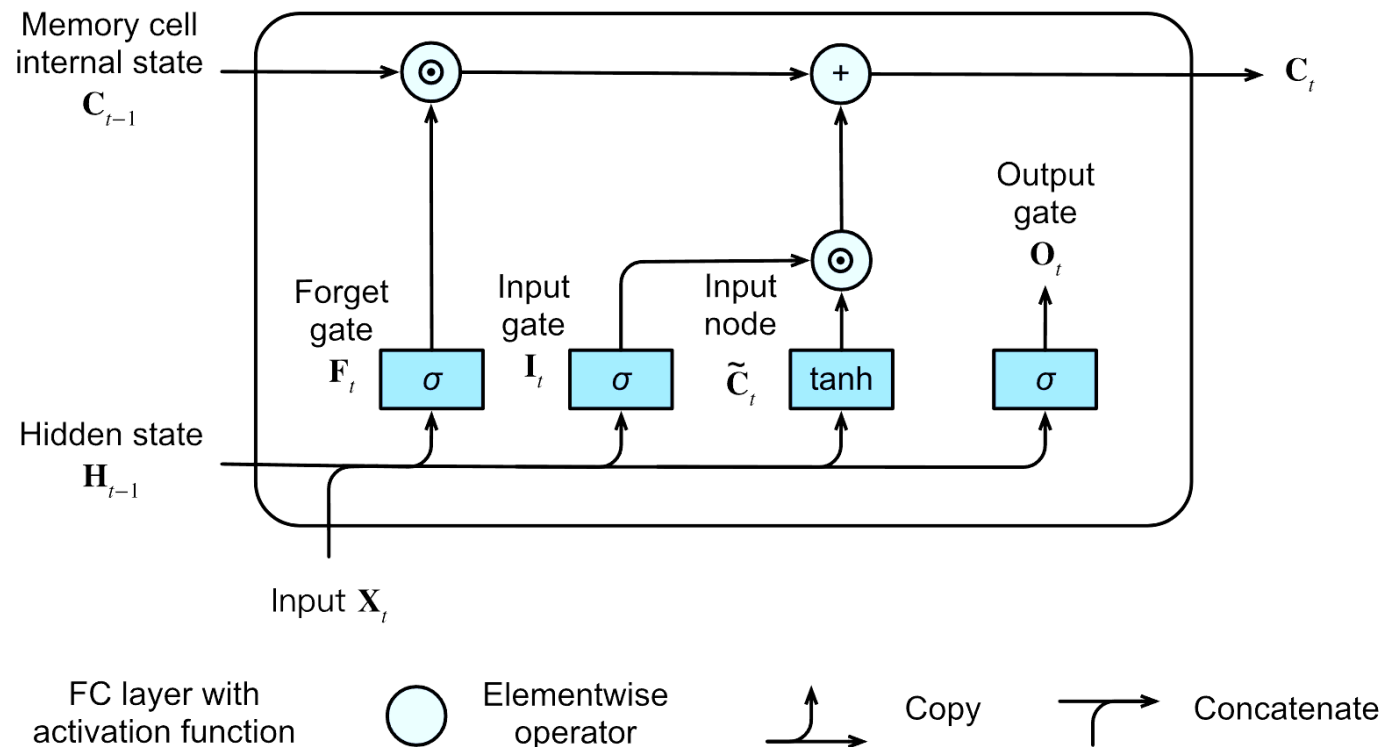 Memory cell
internal state
C_{t−1}
⊙
+
C_t
Output
gate
O_t
⊙
Forget
gate
F_t
Input
gate
I_t
Input
node
C̃_t
σ
σ
tanh
σ
Hidden state
H_{t−1}
Input X_t
FC layer with
activation function
Elementwise
operator
Copy
Concatenate